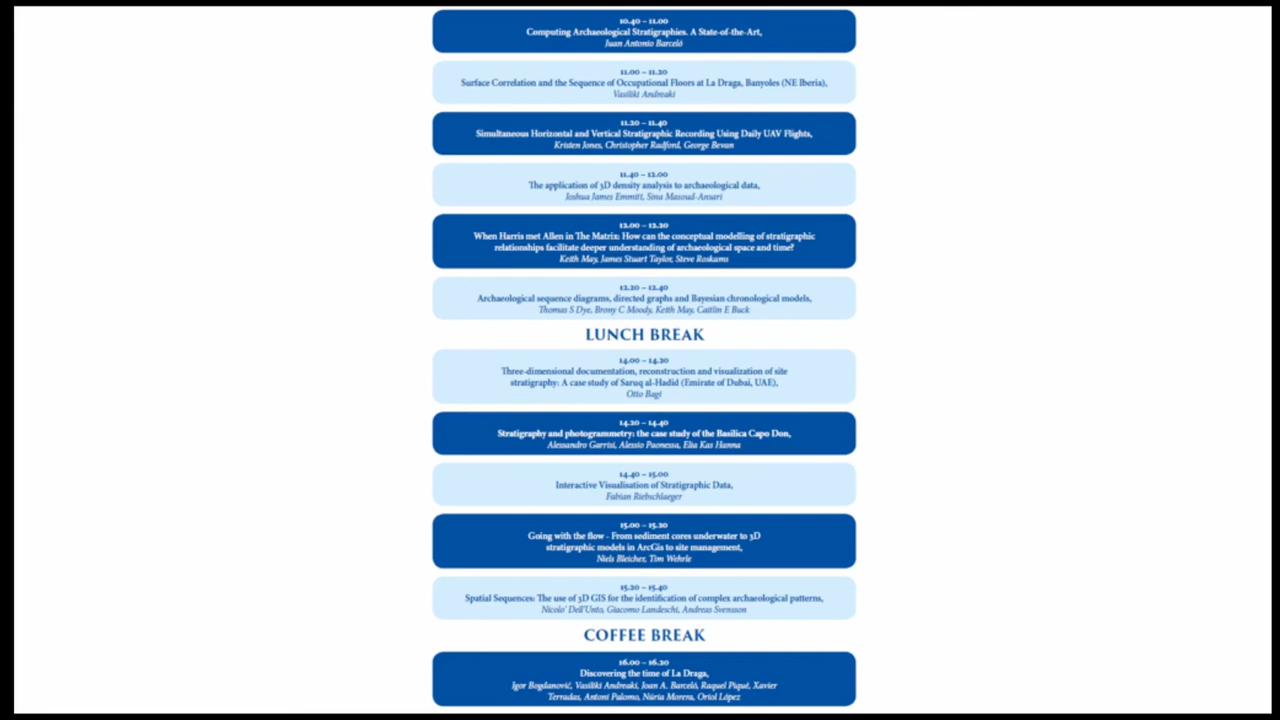 10.40 – 11.00
Computing Archaeological Stratigraphies. A State-of-the-Art,
Juan Antonio Barceló
11.00 – 11.20
Surface Correlation and the Sequence of Occupational Floors at La Draga, Banyoles (NE Iberia),
Vasiliki Andreaki
11.20 – 11.40
Simultaneous Horizontal and Vertical Stratigraphic Recording Using Daily UAV Flights,
Kristen Jones, Christopher Radford, George Bevan
11.40 – 12.00
The application of 3D density analysis to archaeological data,
Joshua James Emmitt, Sina Masoud-Ansari
12.00 – 12.20
When Harris met Allen in The Matrix: How can the conceptual modelling of stratigraphic
relationships facilitate deeper understanding of archaeological space and time?
Keith May, James Stuart Taylor, Steve Roskams
12.20 – 12.40
Archaeological sequence diagrams, directed graphs and Bayesian chronological models,
Thomas S Dye, Brony C Moody, Keith May, Caitlin E Buck
LUNCH BREAK
14.00 – 14.20
Three-dimensional documentation, reconstruction and visualization of site
stratigraphy: A case study of Saruq al-Hadid (Emirate of Dubai, UAE),
Otto Bagi
14.20 – 14.40
Stratigraphy and photogrammetry: the case study of the Basilica Capo Don,
Alessandro Garrisi, Alessio Paonessa, Elia Kas Hanna
14.40 – 15.00
Interactive Visualisation of Stratigraphic Data,
Fabian Riebschlaeger
15.00 – 15.20
Going with the flow - From sediment cores underwater to 3D
stratigraphic models in ArcGis to site management,
Niels Bleicher, Tim Wehrle
15.20 – 15.40
Spatial Sequences: The use of 3D GIS for the identification of complex archaeological patterns,
Nicolo' Dell'Unto, Giacomo Landeschi, Andreas Svensson
COFFEE BREAK
16.00 – 16.20
Discovering the time of La Draga,
Igor Bogdanović, Vasiliki Andreaki, Joan A. Barceló, Raquel Piqué, Xavier
Terradas, Antoni Palomo, Núria Morera, Oriol López